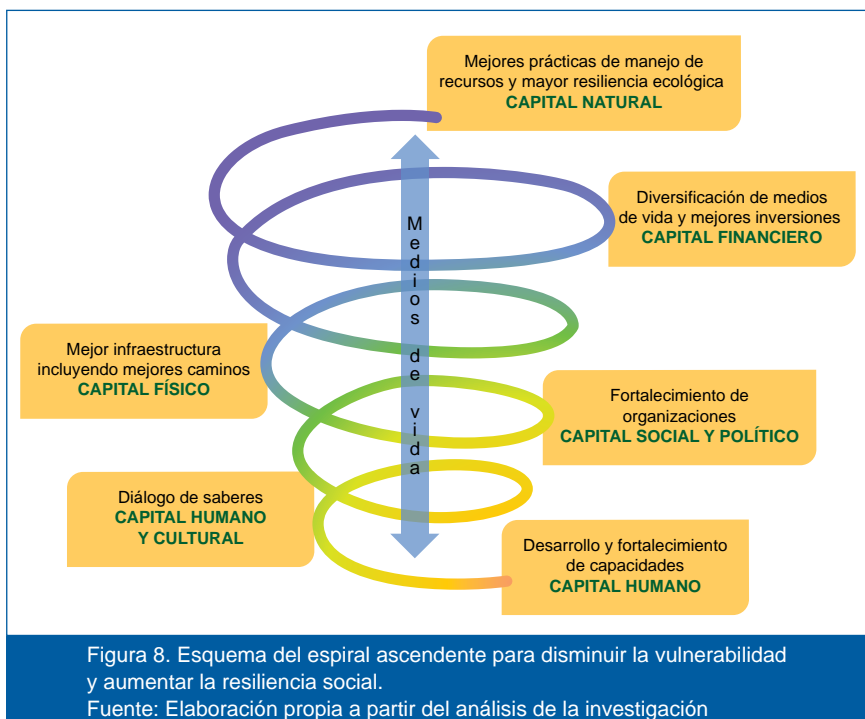 Mejores prácticas de manejo de
recursos y mayor resiliencia ecológica
CAPITAL NATURAL
Diversificación de medios
de vida y mejores inversiones
CAPITAL FINANCIERO
Medios de vida
Mejor infraestructura
incluyendo mejores caminos
CAPITAL FÍSICO
Fortalecimiento de
organizaciones
CAPITAL SOCIAL Y POLÍTICO
Diálogo de saberes
CAPITAL HUMANO
Y CULTURAL
Desarrollo y fortalecimiento
de capacidades
CAPITAL HUMANO
Figura 8. Esquema del espiral ascendente para disminuir la vulnerabilidad
y aumentar la resiliencia social.
Fuente: Elaboración propia a partir del análisis de la investigación